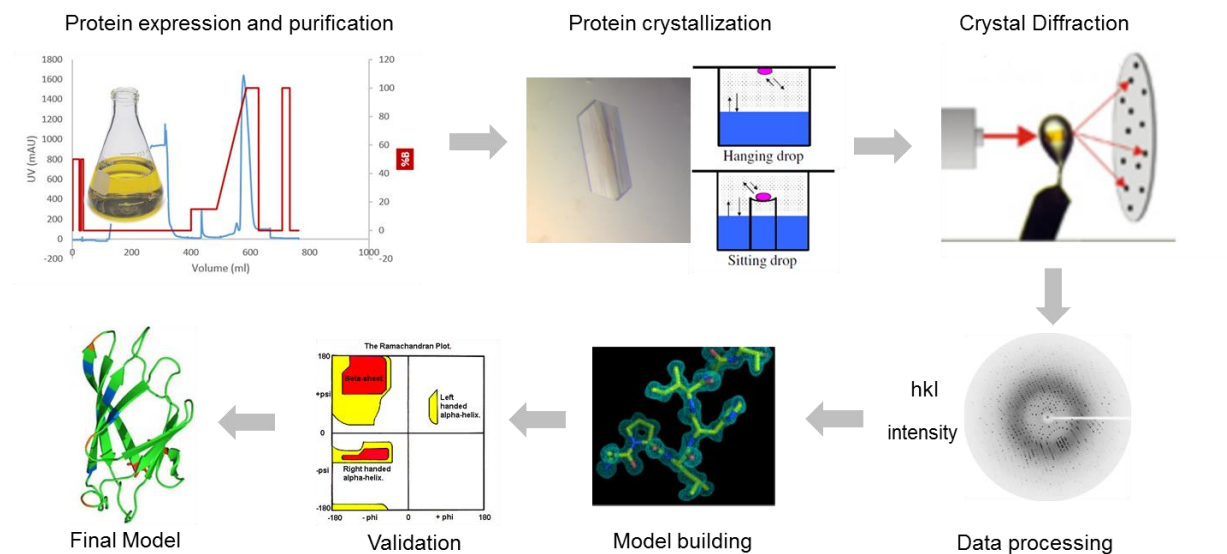 Protein expression and purification
Protein crystallization
Crystal Diffraction
1800
1600
1400
1200
1000
800
600
400
200
0
-200
UV (mAU)
0
200
400
600
800
1000
Volume (ml)
120
100
80
60
40
20
0
-20
%B
Hanging drop
Sitting drop
The Ramachandran Plot.
180
+psi
0
-psi
-180
Beta-sheet
Left
handed
alpha-helix.
Right handed
alpha-helix.
-180
- phi
0
+ phi
180
hkl
intensity
Final Model
Validation
Model building
Data processing